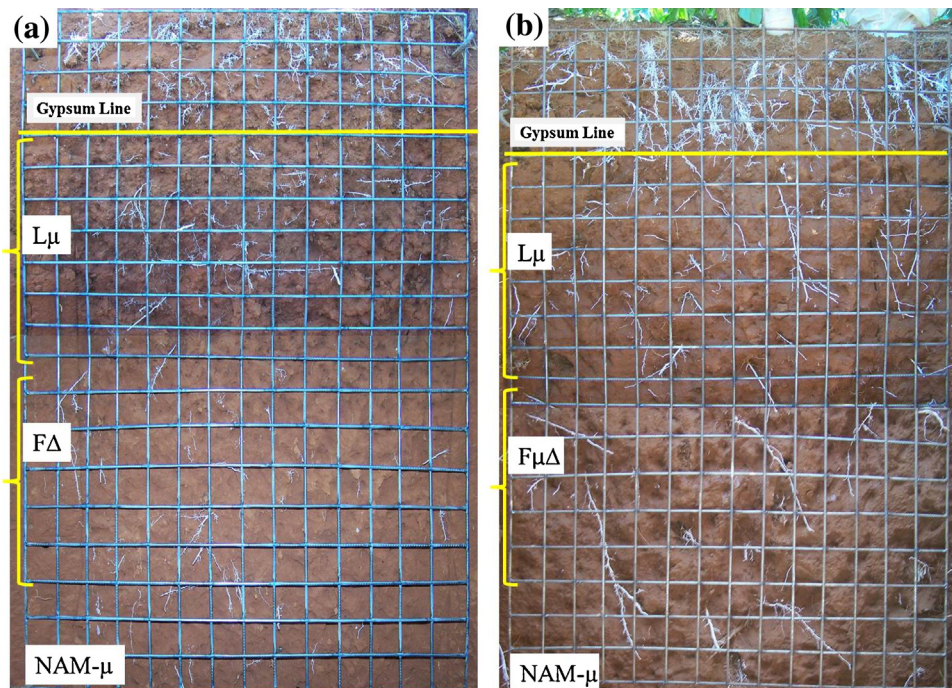 (a)
Gypsum Line
Lμ
FΔ
NAM-μ
(b)
Gypsum Line
Lμ
FμΔ
NAM-μ